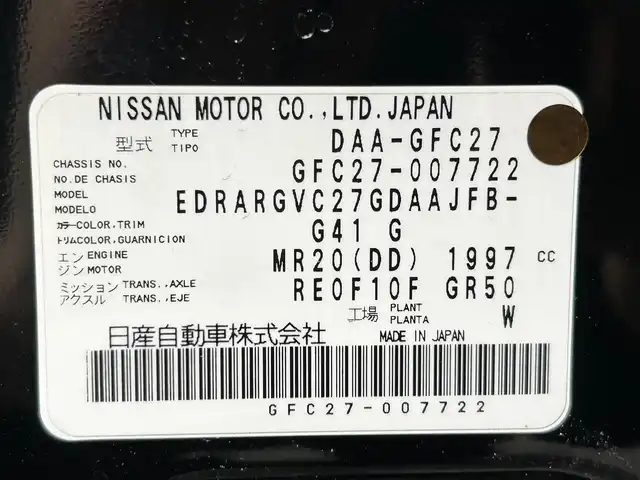 NISSAN MOTOR CO.,LTD.JAPAN
型式 TYPE TIPO DAA-GFC27
CHASSIS NO. NO.DE CHASIS GFC27-007722
MODEL MODELO EDRARGVC27GDAAJFB-
カラー COLOR,TRIM トリムCOLOR,GUARNICION G41 G
エンジン ENGINE MOTOR MR20(DD) 1997 CC
ミッション TRANS.,AXLE アクスル TRANS.,EJE RE0F10F GR50
工場 PLANT PLANTA W
日産自動車株式会社 MADE IN JAPAN
GFC27-007722